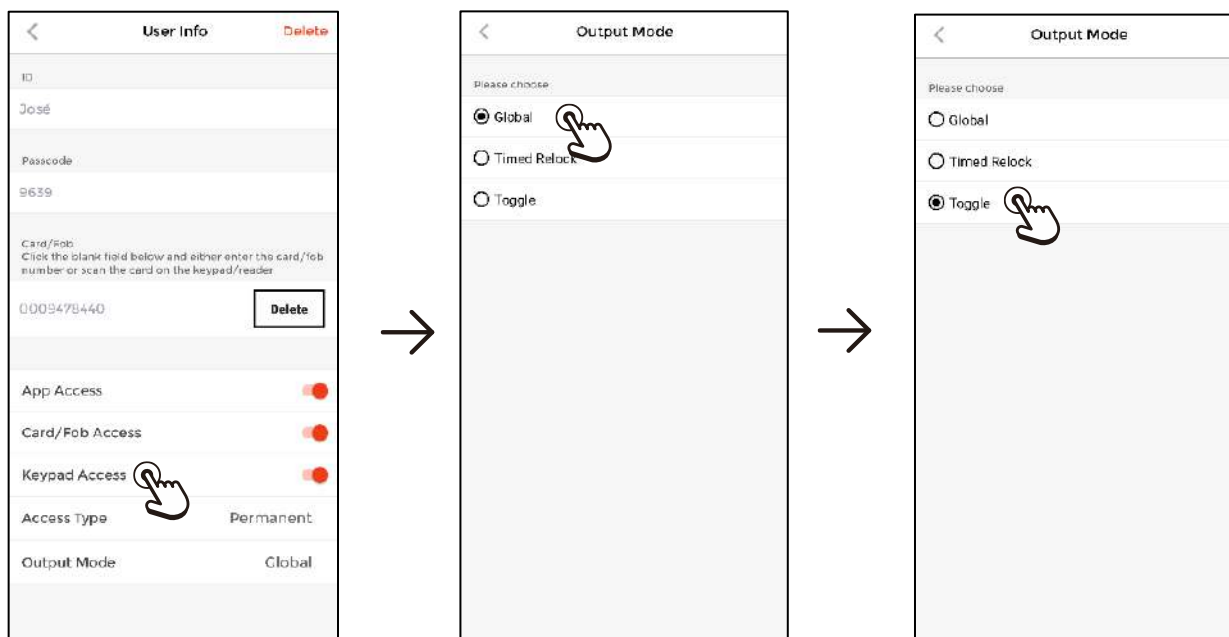 User Info
Delete
ID
José
Passcode
9639
Card/Fob
Click the blank field below and either enter the card/fob
number or scan the card on the keypad/reader
0009478440
Delete
App Access
Card/Fob Access
Keypad Access
Access Type
Permanent
Output Mode
Global
Output Mode
Please choose
Global
Timed Relock
Toggle
Output Mode
Please choose
Global
Timed Relock
Toggle